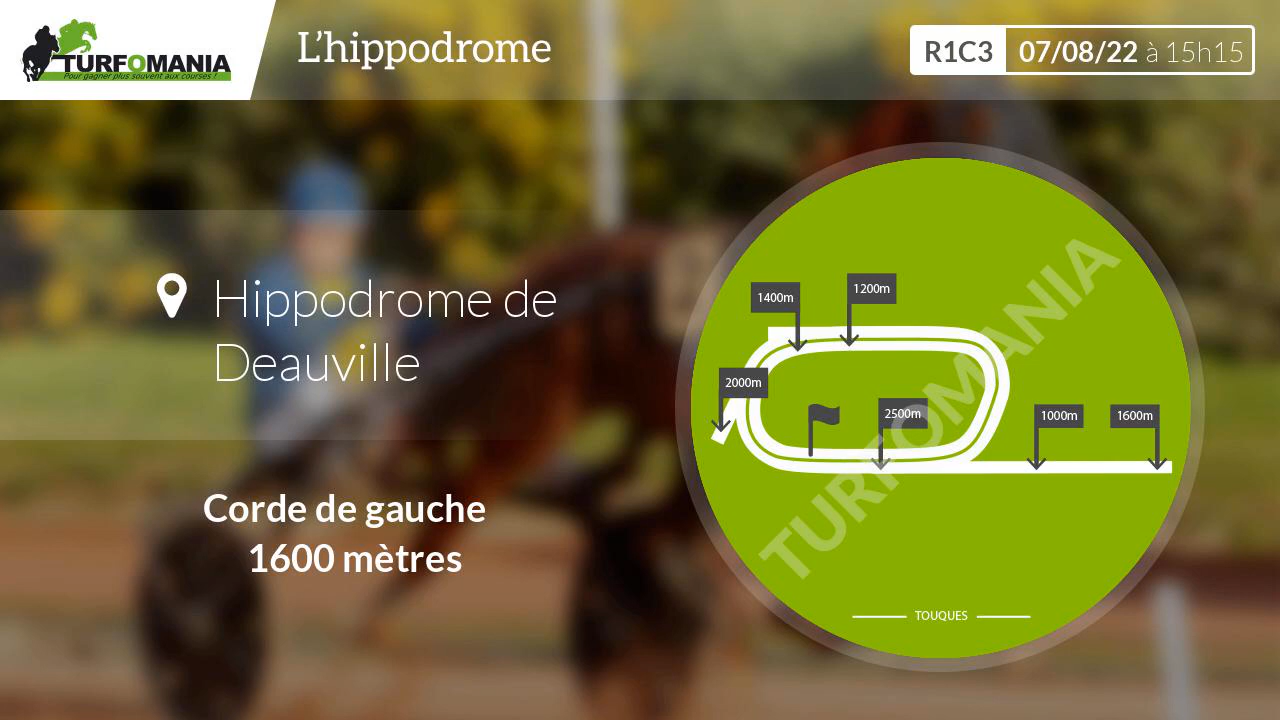 TURFOMANIA
Pour gagner plus souvent aux courses !
L'hippodrome
R1C3 07/08/22 à 15h15
Hippodrome de
Deauville
Corde de gauche
1600 mètres
1400m
1200m
2000m
2500m
1000m
1600m
TURFOMANIA
TOUQUES